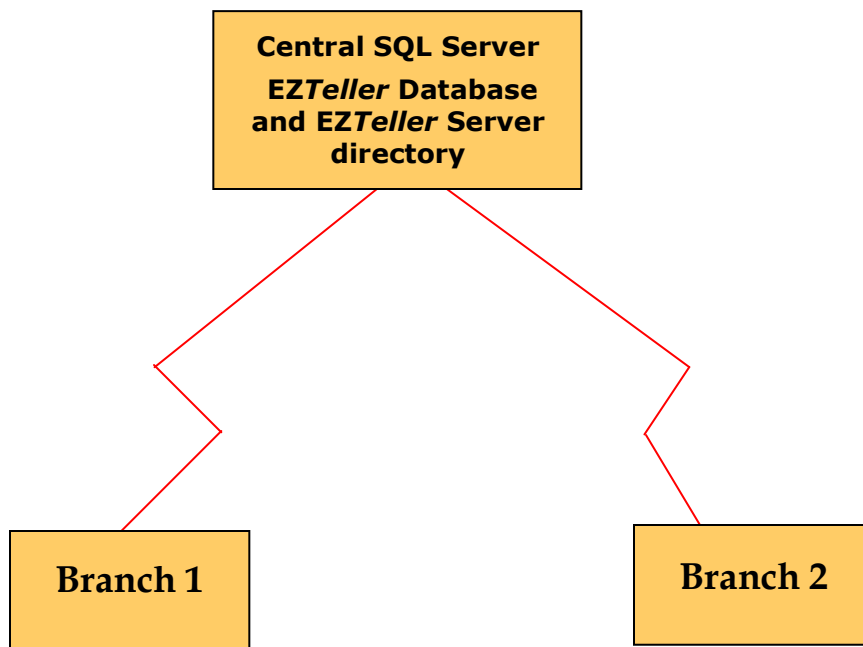 Central SQL Server
EZTeller Database
and EZTeller Server
directory
Branch 1
Branch 2